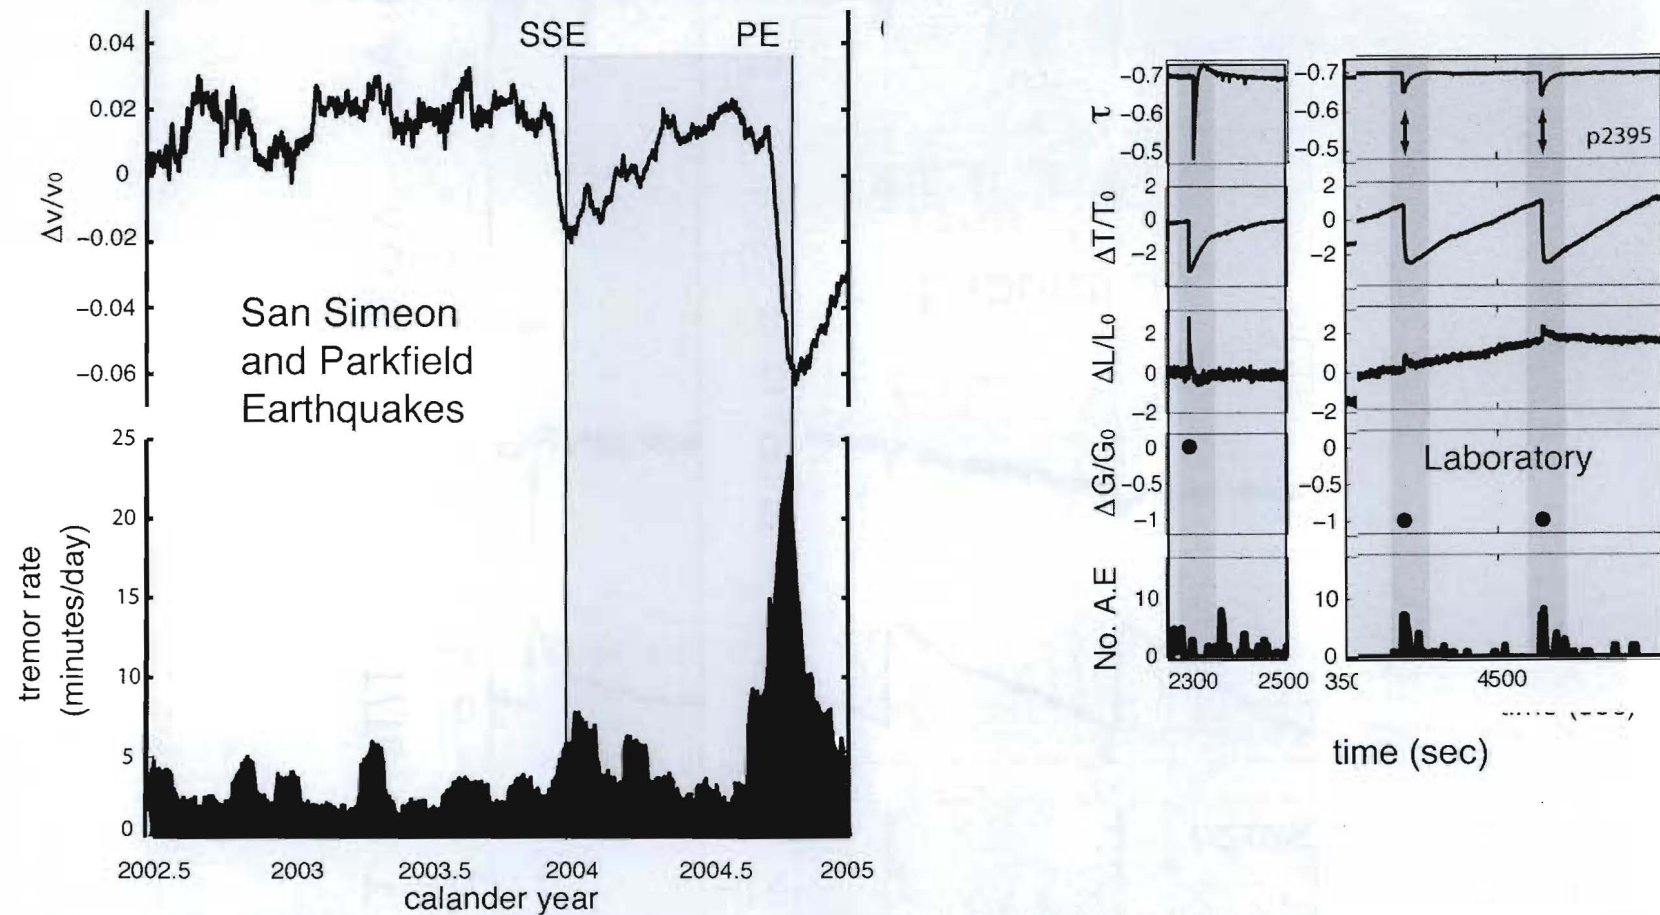 SSE PE
0.04
0.02
0
−0.02
−0.04
−0.06
Δv/v₀
San Simeon
and Parkfield
Earthquakes
25
20
15
10
5
0
tremor rate
(minutes/day)
2002.5 2003 2003.5 2004 2004.5 2005
calander year
τ
−0.7
−0.6
−0.5
ΔT/T₀
2
0
−2
ΔL/L₀
2
0
−2
ΔG/G₀
0
−0.5
−1
No. A.E
10
0
2300 2500
−0.7
−0.6
−0.5
p2395
2
0
−2
2
0
−2
0
−0.5
−1
Laboratory
10
0
350 4500
time (sec)